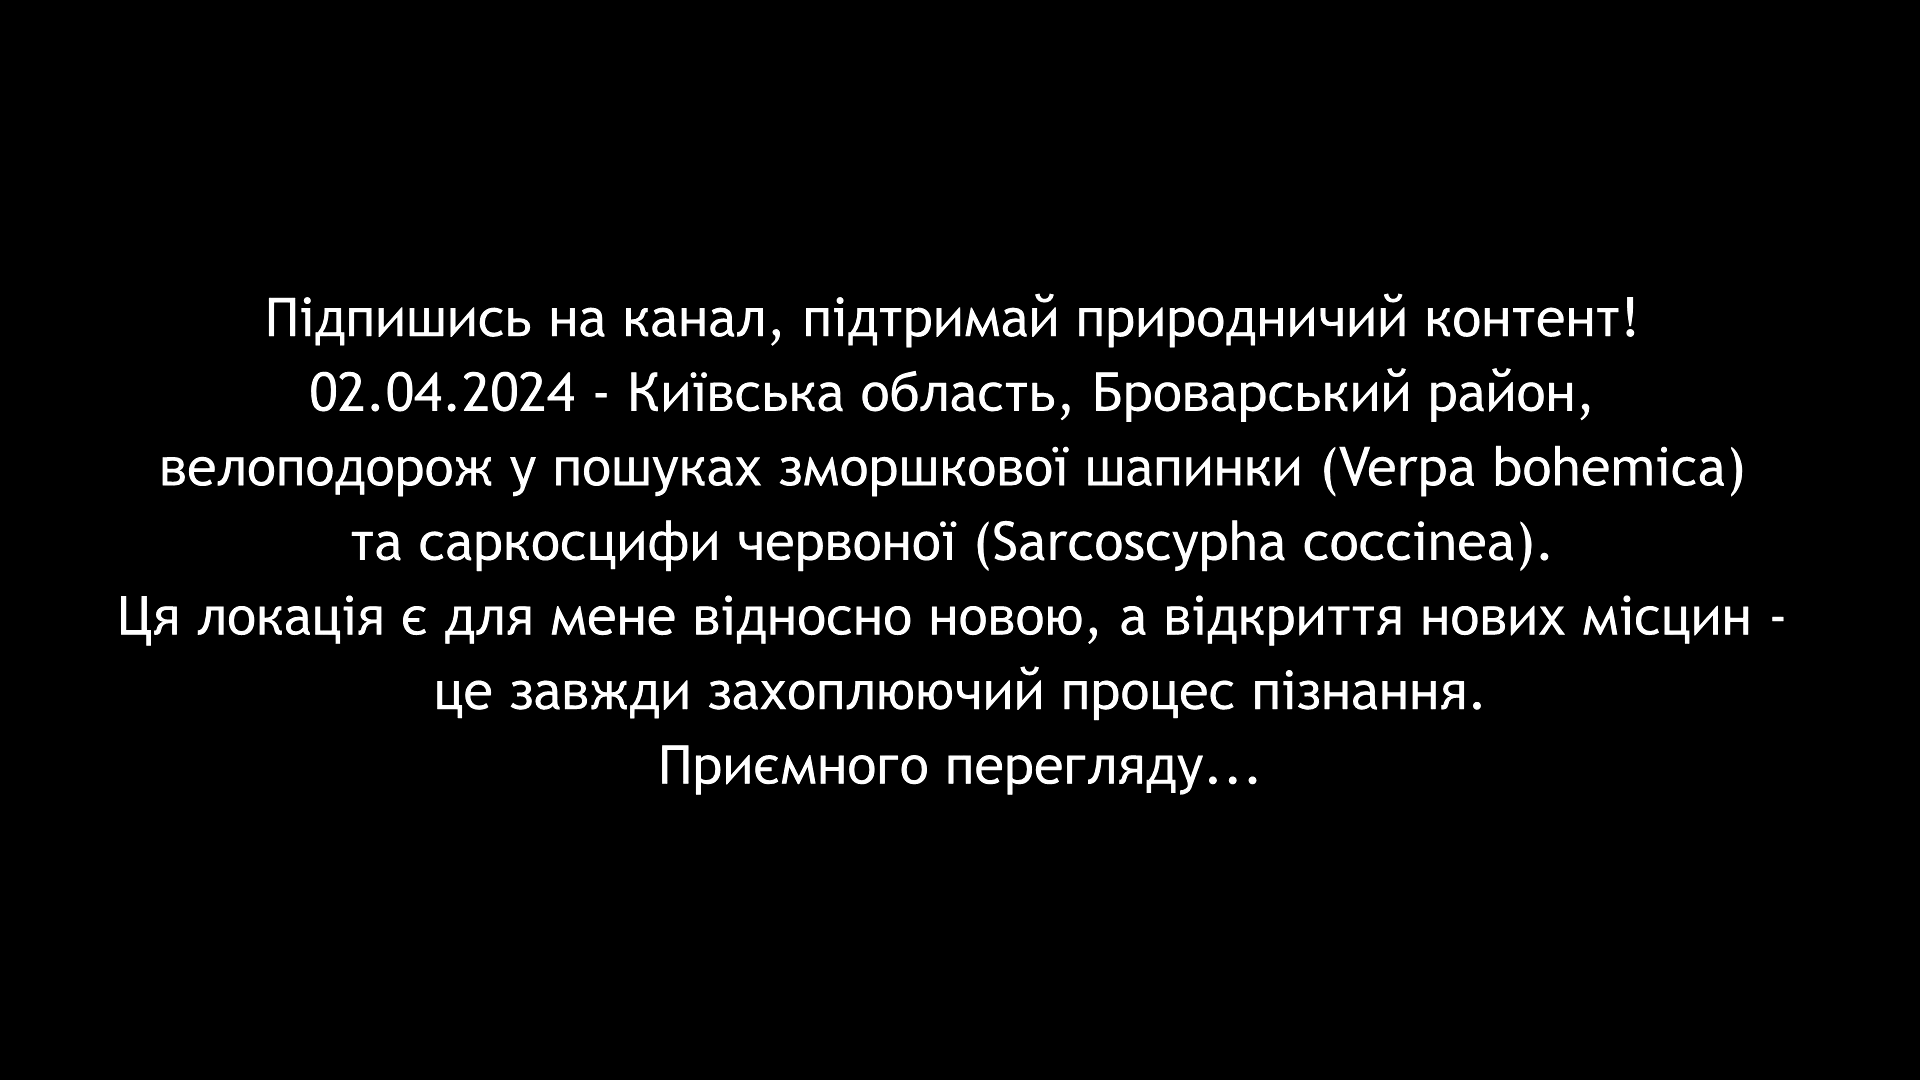 Підпишись на канал, підтримай природничий контент!
02.04.2024 - Київська область, Броварський район,
велоподорож у пошуках зморшкової шапинки (Verpa bohemica)
та саркосцифи червоної (Sarcoscypha coccinea).
Ця локація є для мене відносно новою, а відкриття нових місцин -
це завжди захоплюючий процес пізнання.
Приємного перегляду...